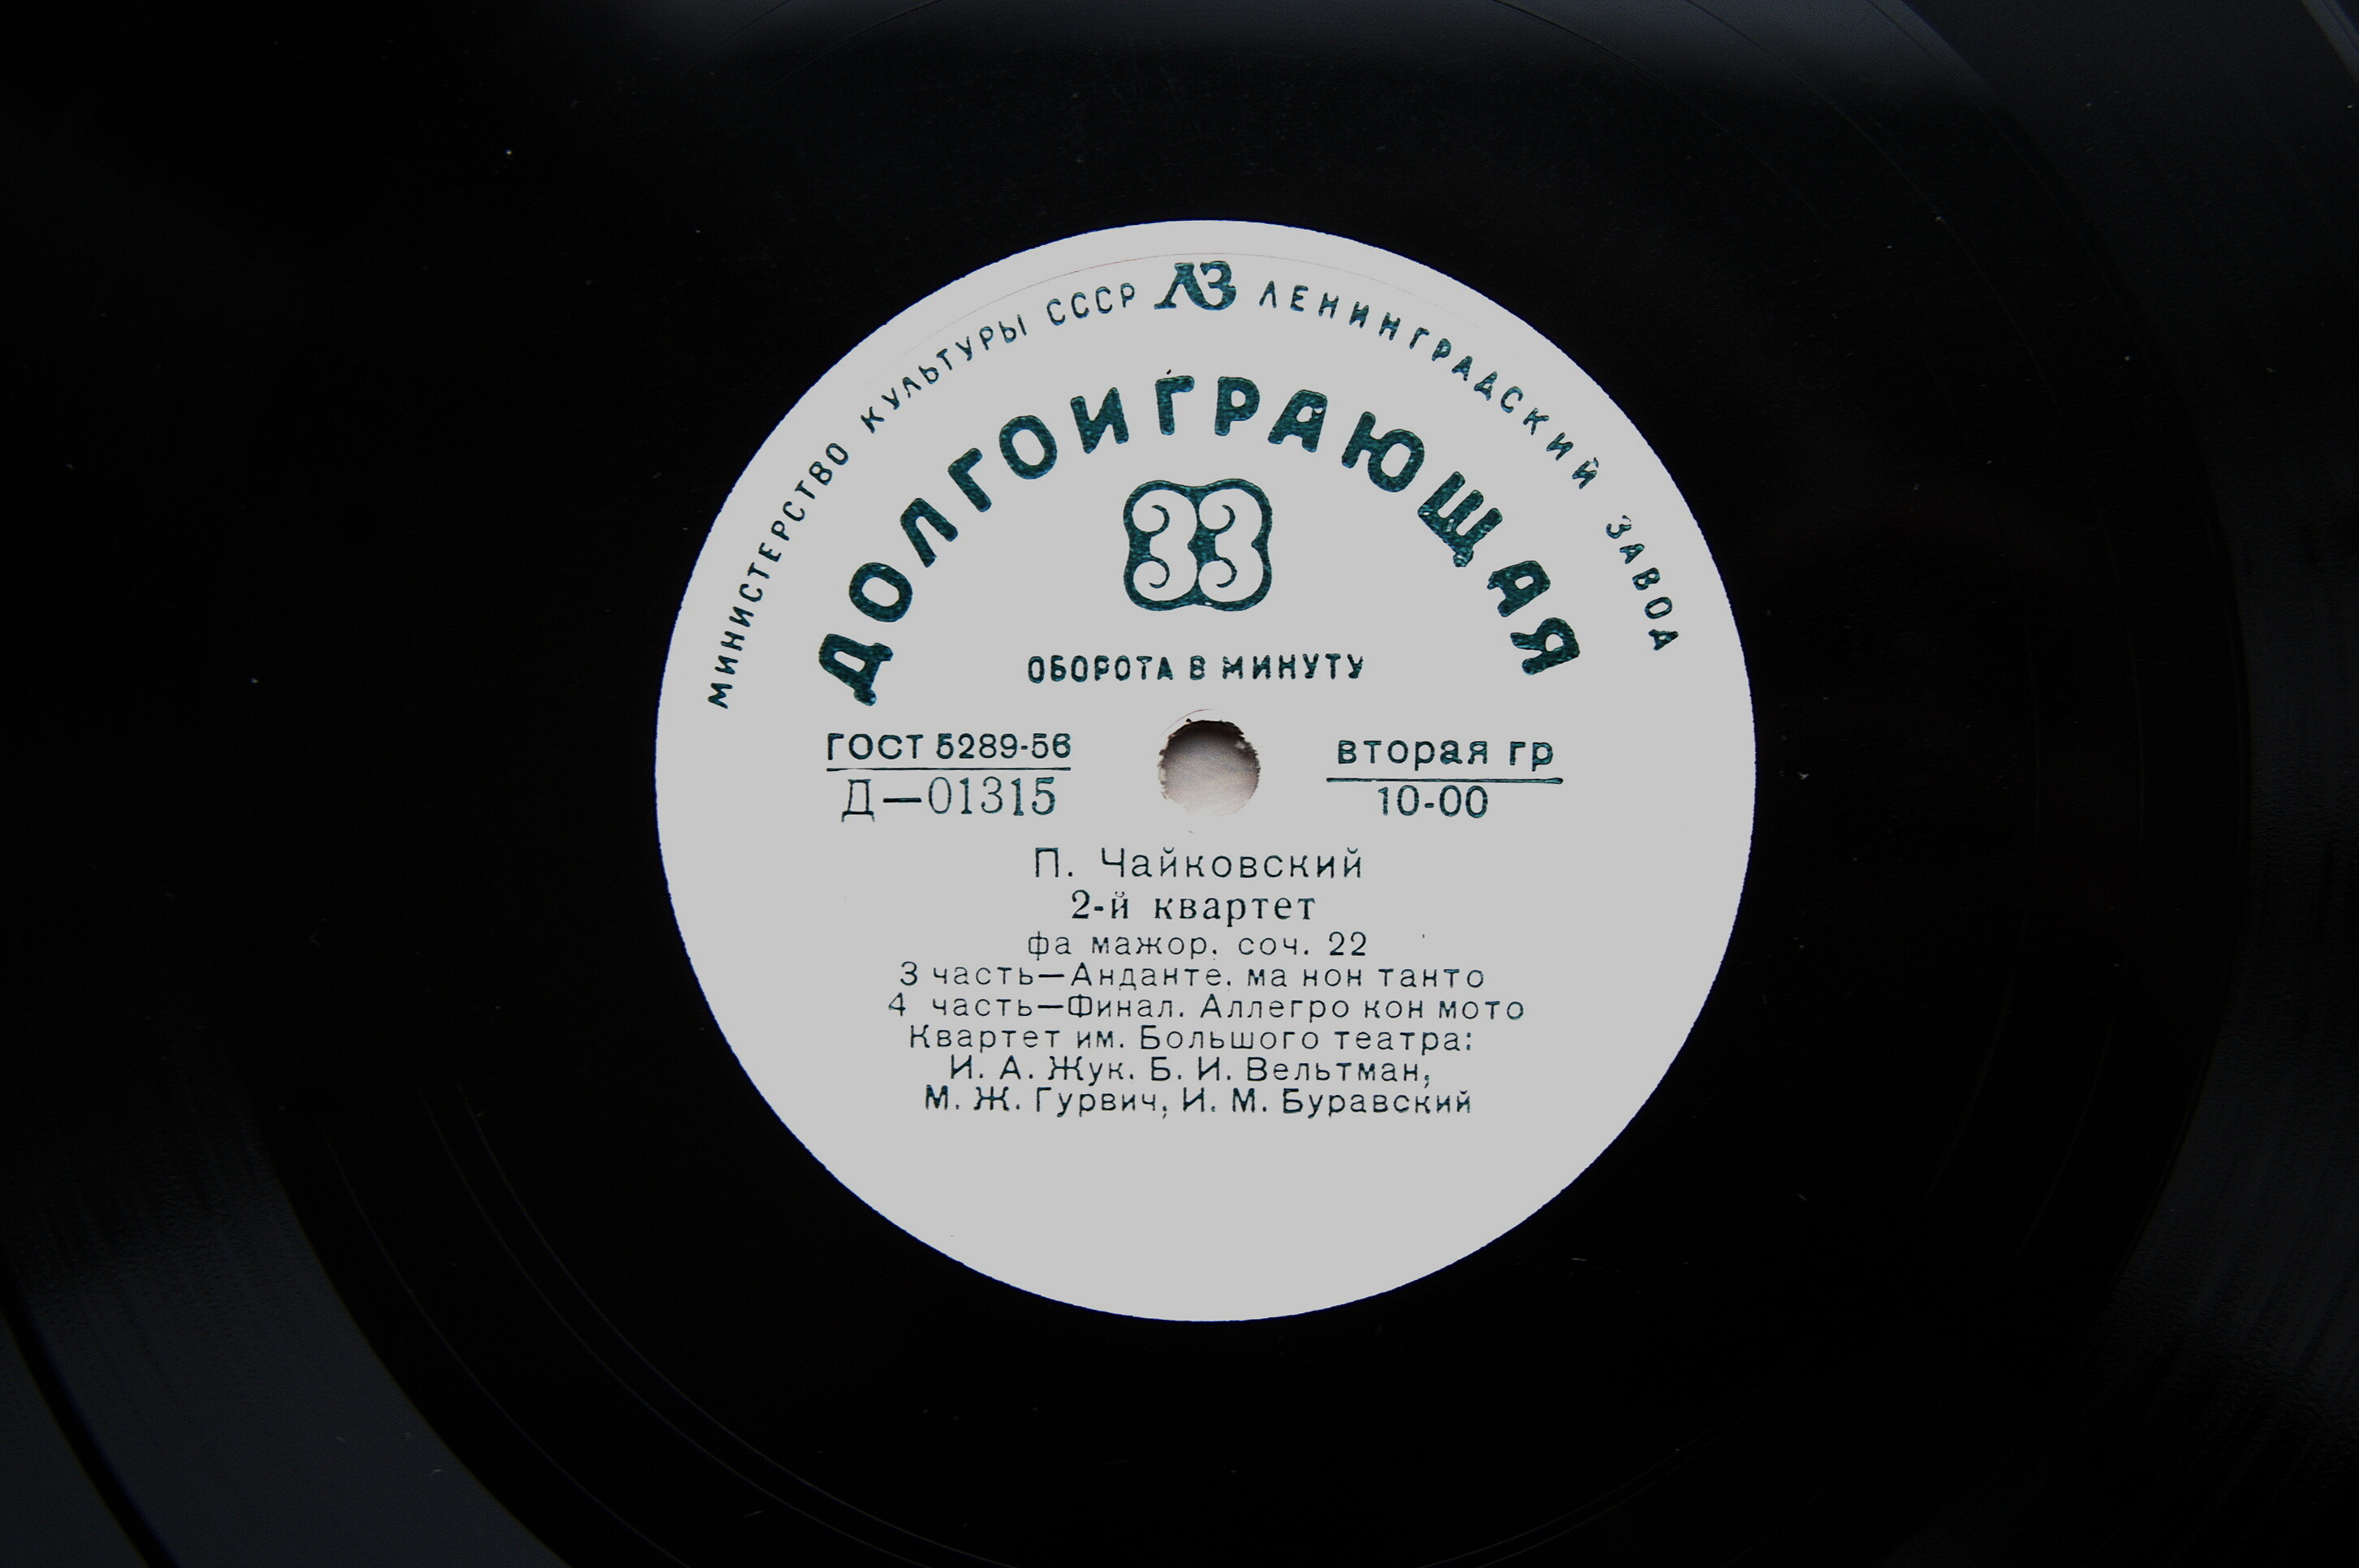 МИНИСТЕРСТВО КУЛЬТУРЫ СССР ЛЗ ЛЕНИНГРАДСКИЙ ЗАВОД
ДОЛГОИГРАЮЩАЯ
33
ОБОРОТА В МИНУТУ
ГОСТ 5289-56
Д—01315
вторая гр
10-00
П. Чайковский
2-й квартет
фа мажор. соч. 22
3 часть—Анданте. ма нон танто
4 часть—Финал. Аллегро кон мото
Квартет им. Большого театра:
И. А. Жук. Б. И. Вельтман,
М. Ж. Гурвич, И. М. Буравский